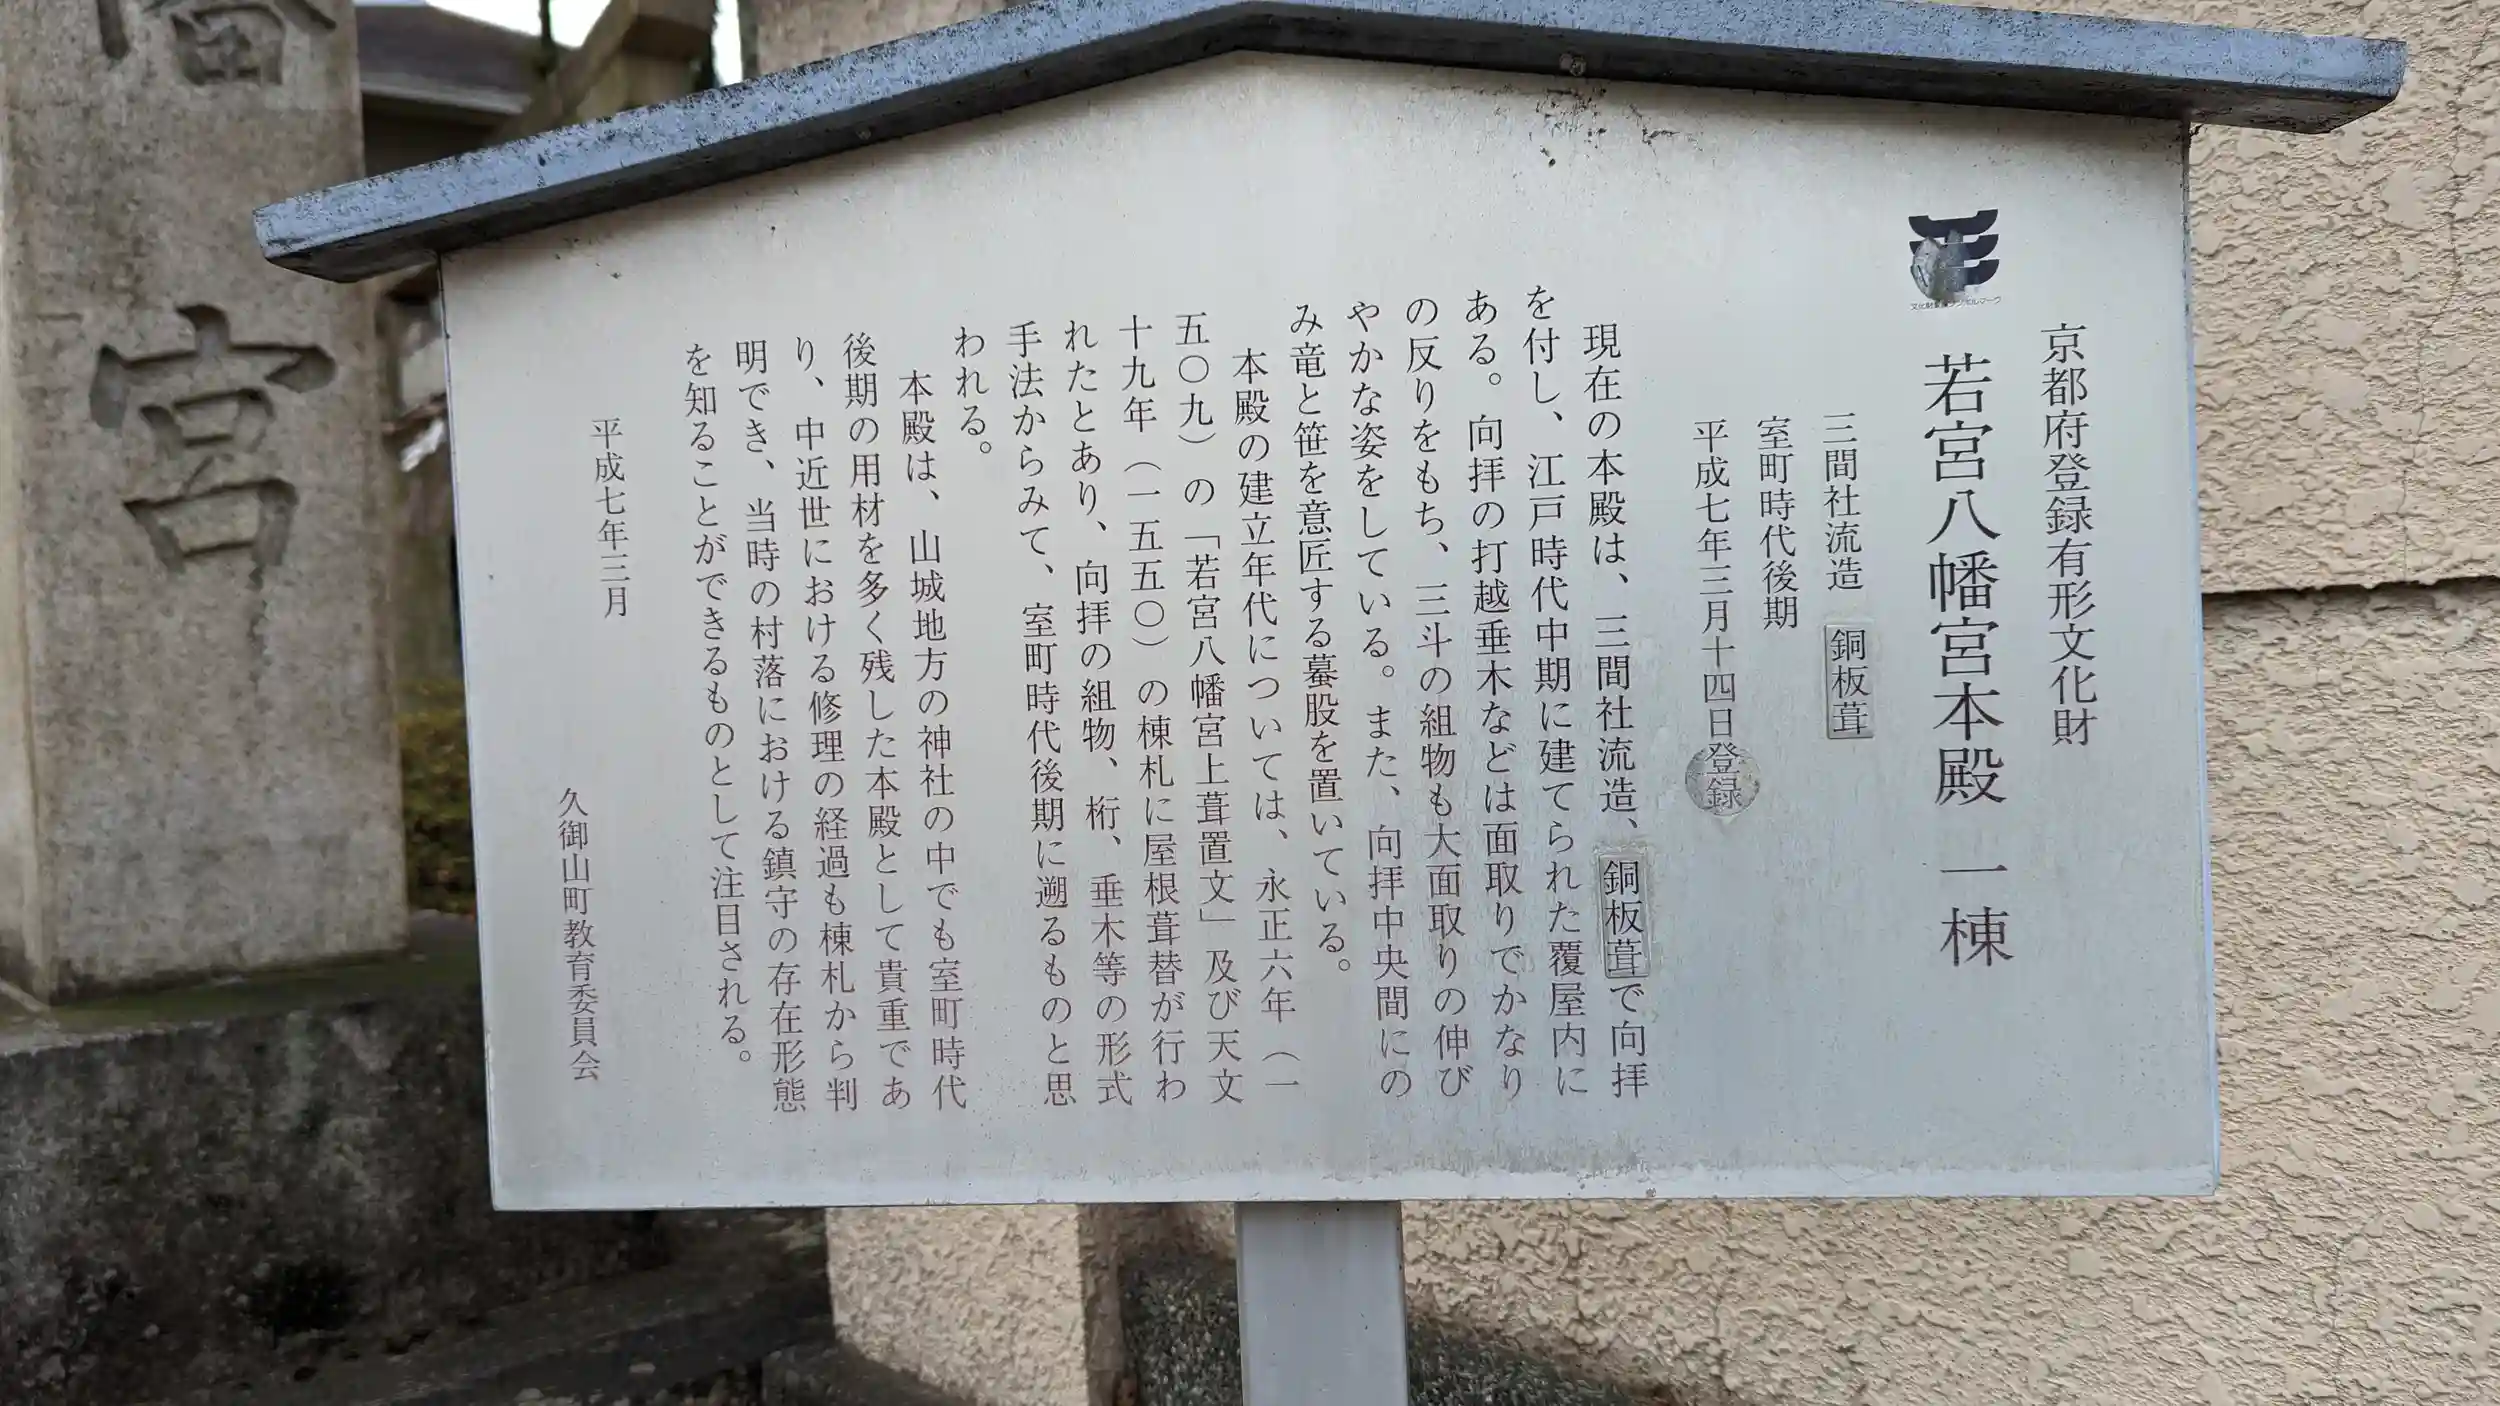 京都府登録有形文化財
若宮八幡宮本殿 一棟
三間社流造 銅板葺
室町時代後期
平成七年三月十四日登録
現在の本殿は、三間社流造、銅板葺で向拝
を付し、江戸時代中期に建てられた覆屋内に
ある。向拝の打越垂木などは面取りでかなり
の反りをもち、三斗の組物も大面取りの伸び
やかな姿をしている。また、向拝中央間にの
み竜と笹を意匠する蟇股を置いている。
本殿の建立年代については、永正六年（一
五〇九）の「若宮八幡宮上葺置文」及び天文
十九年（一五五〇）の棟札に屋根葺替が行わ
れたとあり、向拝の組物、桁、垂木等の形式
手法からみて、室町時代後期に遡るものと思
われる。
本殿は、山城地方の神社の中でも室町時代
後期の用材を多く残した本殿として貴重であ
り、中近世における修理の経過も棟札から判
明でき、当時の村落における鎮守の存在形態
を知ることができるものとして注目される。
平成七年三月
久御山町教育委員会
宮